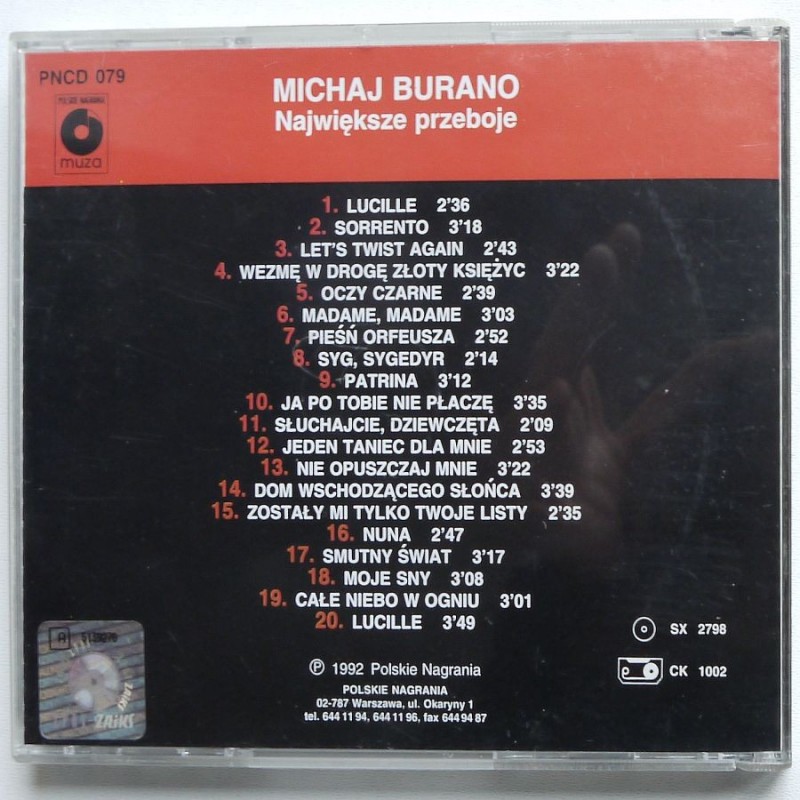 PNCD 079
POLSKIE NAGRANIA
muza
MICHAJ BURANO
Największe przeboje
1. LUCILLE 2'36
2. SORRENTO 3'18
3. LET'S TWIST AGAIN 2'43
4. WEZMĘ W DROGĘ ZŁOTY KSIĘŻYC 3'22
5. OCZY CZARNE 2'39
6. MADAME, MADAME 3'03
7. PIEŚŃ ORFEUSZA 2'52
8. SYG, SYGEDYR 2'14
9. PATRINA 3'12
10. JA PO TOBIE NIE PŁACZĘ 3'35
11. SŁUCHAJCIE, DZIEWCZĘTA 2'09
12. JEDEN TANIEC DLA MNIE 2'53
13. NIE OPUSZCZAJ MNIE 3'22
14. DOM WSCHODZĄCEGO SŁOŃCA 3'39
15. ZOSTAŁY MI TYLKO TWOJE LISTY 2'35
16. NUNA 2'47
17. SMUTNY ŚWIAT 3'17
18. MOJE SNY 3'08
19. CAŁE NIEBO W OGNIU 3'01
20. LUCILLE 3'49
A
ZAIKS
SX 2798
CK 1002
℗ 1992 Polskie Nagrania
POLSKIE NAGRANIA
02-787 Warszawa, ul. Okaryny 1
tel. 644 11 94, 644 11 96, fax 644 94 87